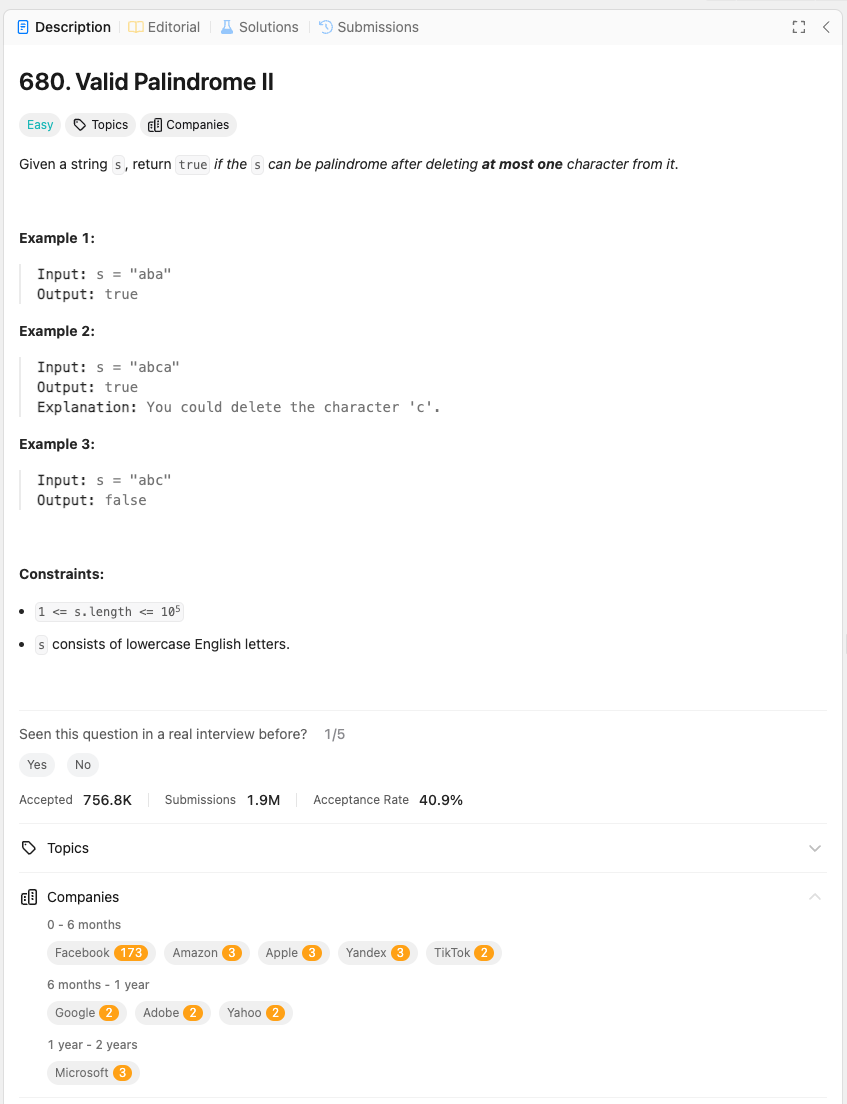 Description Editorial Solutions Submissions
680. Valid Palindrome II
Easy Topics Companies
Given a string s, return true if the s can be palindrome after deleting at most one character from it.
Example 1:
Input: s = "aba"
Output: true
Example 2:
Input: s = "abca"
Output: true
Explanation: You could delete the character 'c'.
Example 3:
Input: s = "abc"
Output: false
Constraints:
• 1 <= s.length <= 10⁵
• s consists of lowercase English letters.
Seen this question in a real interview before? 1/5
Yes No
Accepted 756.8K Submissions 1.9M Acceptance Rate 40.9%
Topics
Companies
0 - 6 months
Facebook 173 Amazon 3 Apple 3 Yandex 3 TikTok 2
6 months - 1 year
Google 2 Adobe 2 Yahoo 2
1 year - 2 years
Microsoft 3